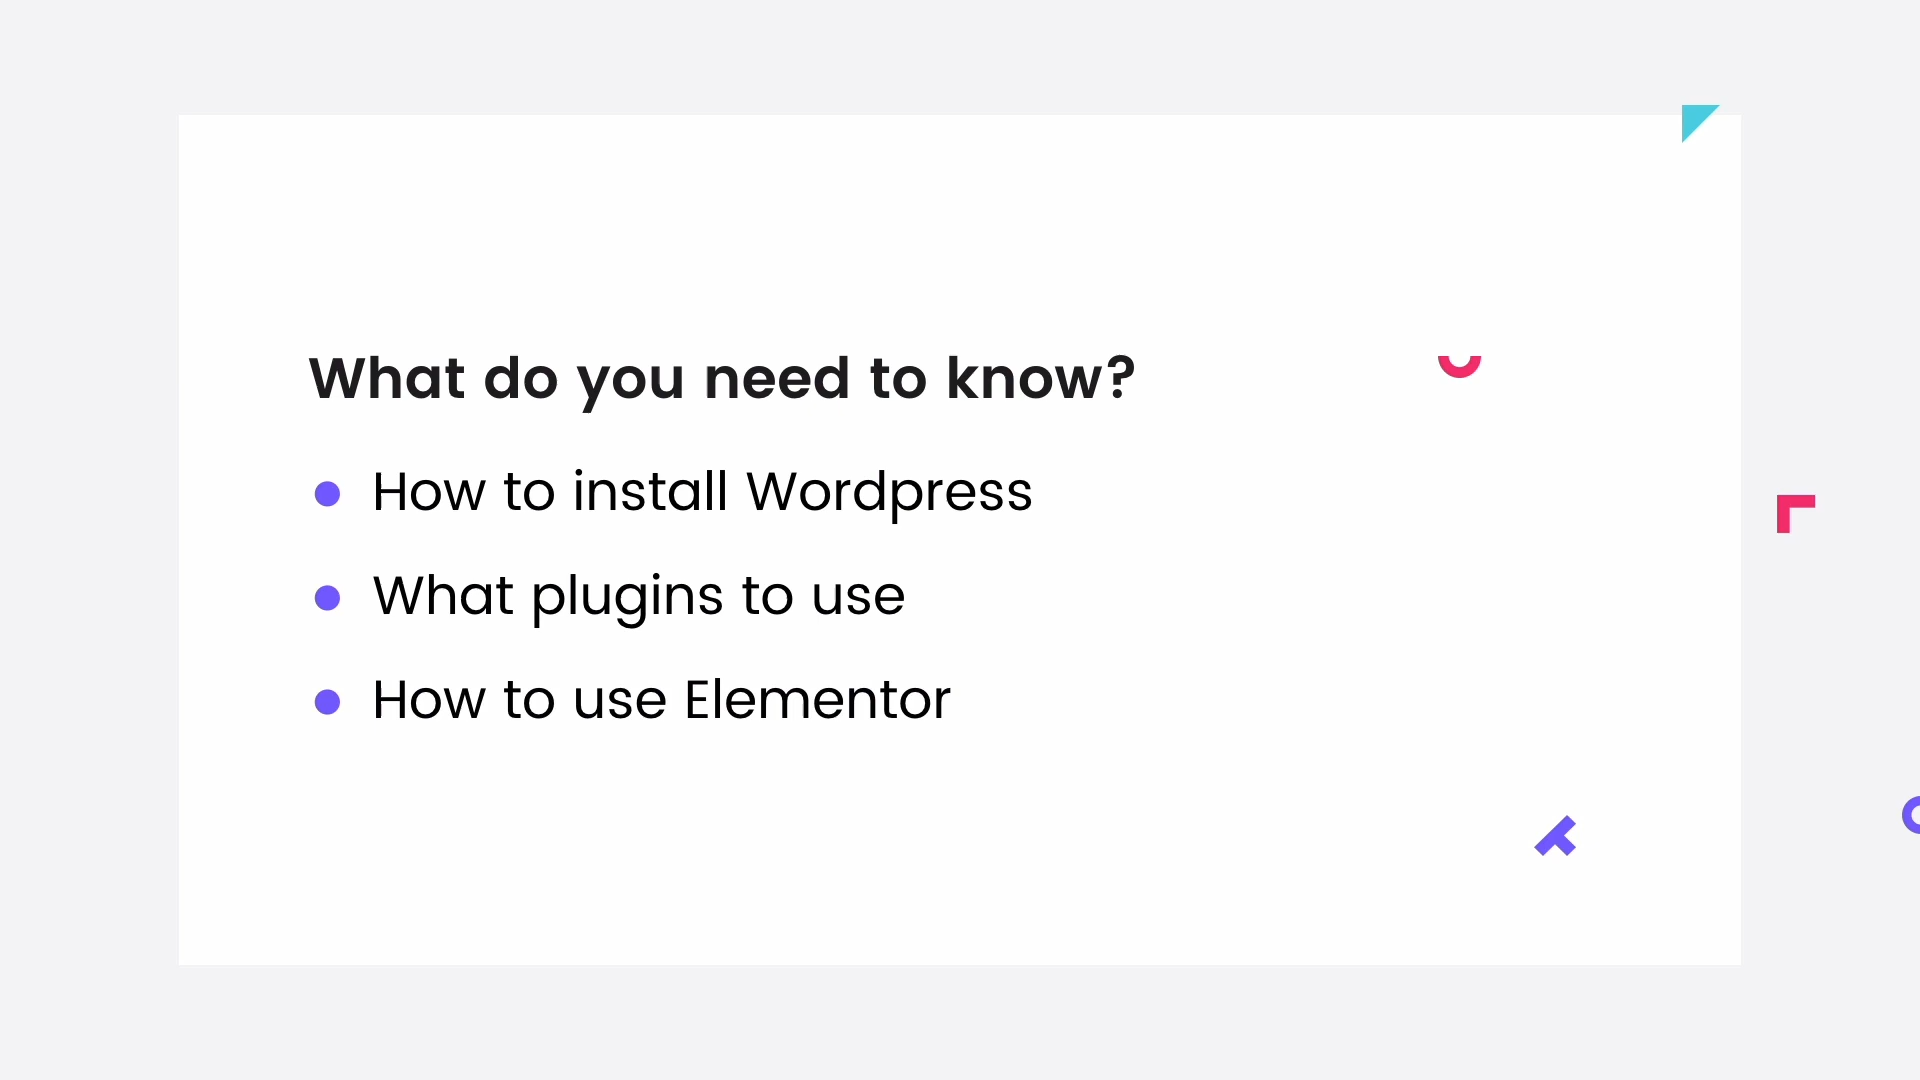 What do you need to know?
How to install Wordpress
What plugins to use
How to use Elementor